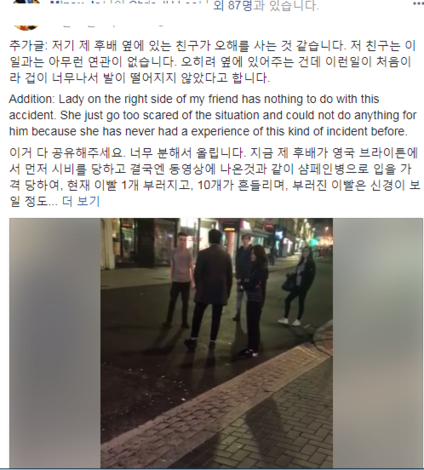 외 87명과 있습니다.
추가글: 저기 제 후배 옆에 있는 친구가 오해를 사는 것 같습니다. 저 친구는 이
일과는 아무런 연관이 없습니다. 오히려 옆에 있어주는 건데 이런일이 처음이
라 겁이 너무나서 발이 떨어지지 않았다고 합니다.
Addition: Lady on the right side of my friend has nothing to do with this
accident. She just go too scared of the situation and could not do anything for
him because she has never had a experience of this kind of incident before.
이거 다 공유해주세요. 너무 분해서 올립니다. 지금 제 후배가 영국 브라이튼에
서 먼저 시비를 당하고 결국엔 동영상에 나온것과 같이 샴페인병으로 입을 가
격 당하여, 현재 이빨 1개 부러지고, 10개가 흔들리며, 부러진 이빨은 신경이 보
일 정도... 더 보기